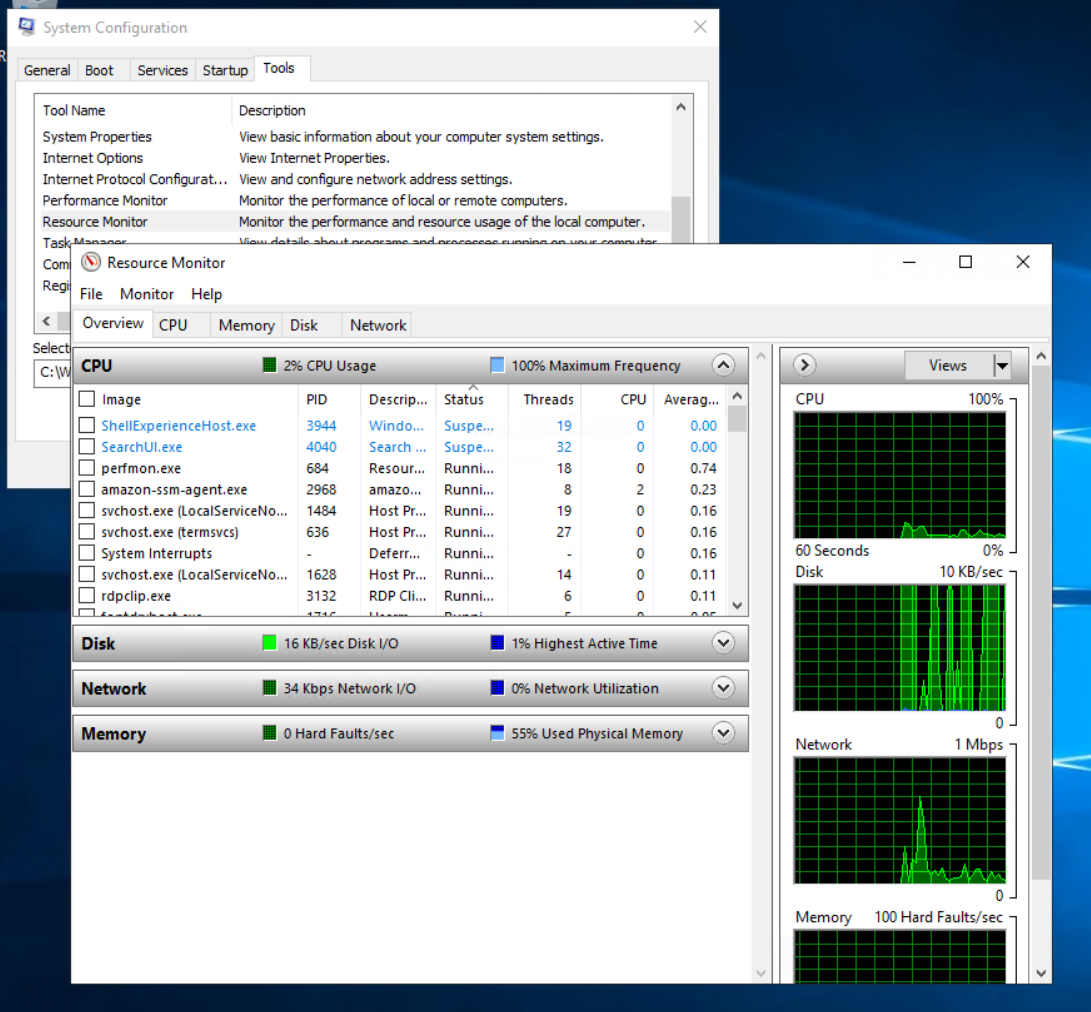 R
System Configuration
General Boot Services Startup Tools
Tool Name Description
System Properties View basic information about your computer system settings.
Internet Options View Internet Properties.
Internet Protocol Configurat... View and configure network address settings.
Performance Monitor Monitor the performance of local or remote computers.
Resource Monitor Monitor the performance and resource usage of the local computer.
Task Manager View details about programs and processes running on your computer
Com
Regi
Select
C:\W
Resource Monitor
File Monitor Help
Overview CPU Memory Disk Network
CPU 2% CPU Usage 100% Maximum Frequency
Image PID Descrip... Status Threads CPU Averag...
ShellExperienceHost.exe 3944 Windo... Suspe... 19 0 0.00
SearchUI.exe 4040 Search ... Suspe... 32 0 0.00
perfmon.exe 684 Resour... Runni... 18 0 0.74
amazon-ssm-agent.exe 2968 amazo... Runni... 8 2 0.23
svchost.exe (LocalServiceNo... 1484 Host Pr... Runni... 19 0 0.16
svchost.exe (termsvcs) 636 Host Pr... Runni... 27 0 0.16
System Interrupts - Deferr... Runni... - 0 0.16
svchost.exe (LocalServiceNo... 1628 Host Pr... Runni... 14 0 0.11
rdpclip.exe 3132 RDP Cli... Runni... 6 0 0.11
Disk 16 KB/sec Disk I/O 1% Highest Active Time
Network 34 Kbps Network I/O 0% Network Utilization
Memory 0 Hard Faults/sec 55% Used Physical Memory
Views
CPU 100%
60 Seconds 0%
Disk 10 KB/sec
0
Network 1 Mbps
0
Memory 100 Hard Faults/sec